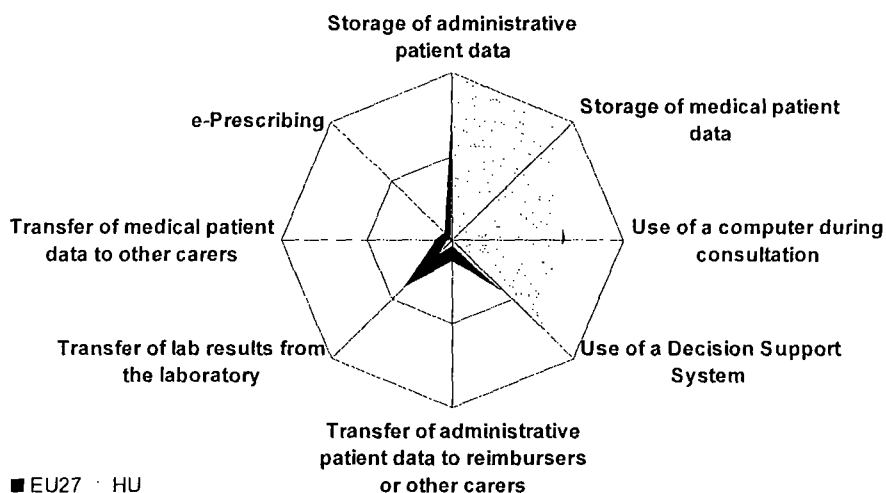 Storage of administrative
patient data
Storage of medical patient
data
e-Prescribing
Transfer of medical patient
data to other carers
Use of a computer during
consultation
Transfer of lab results from
the laboratory
Use of a Decision Support
System
Transfer of administrative
patient data to reimbursers
or other carers
EU27 HU